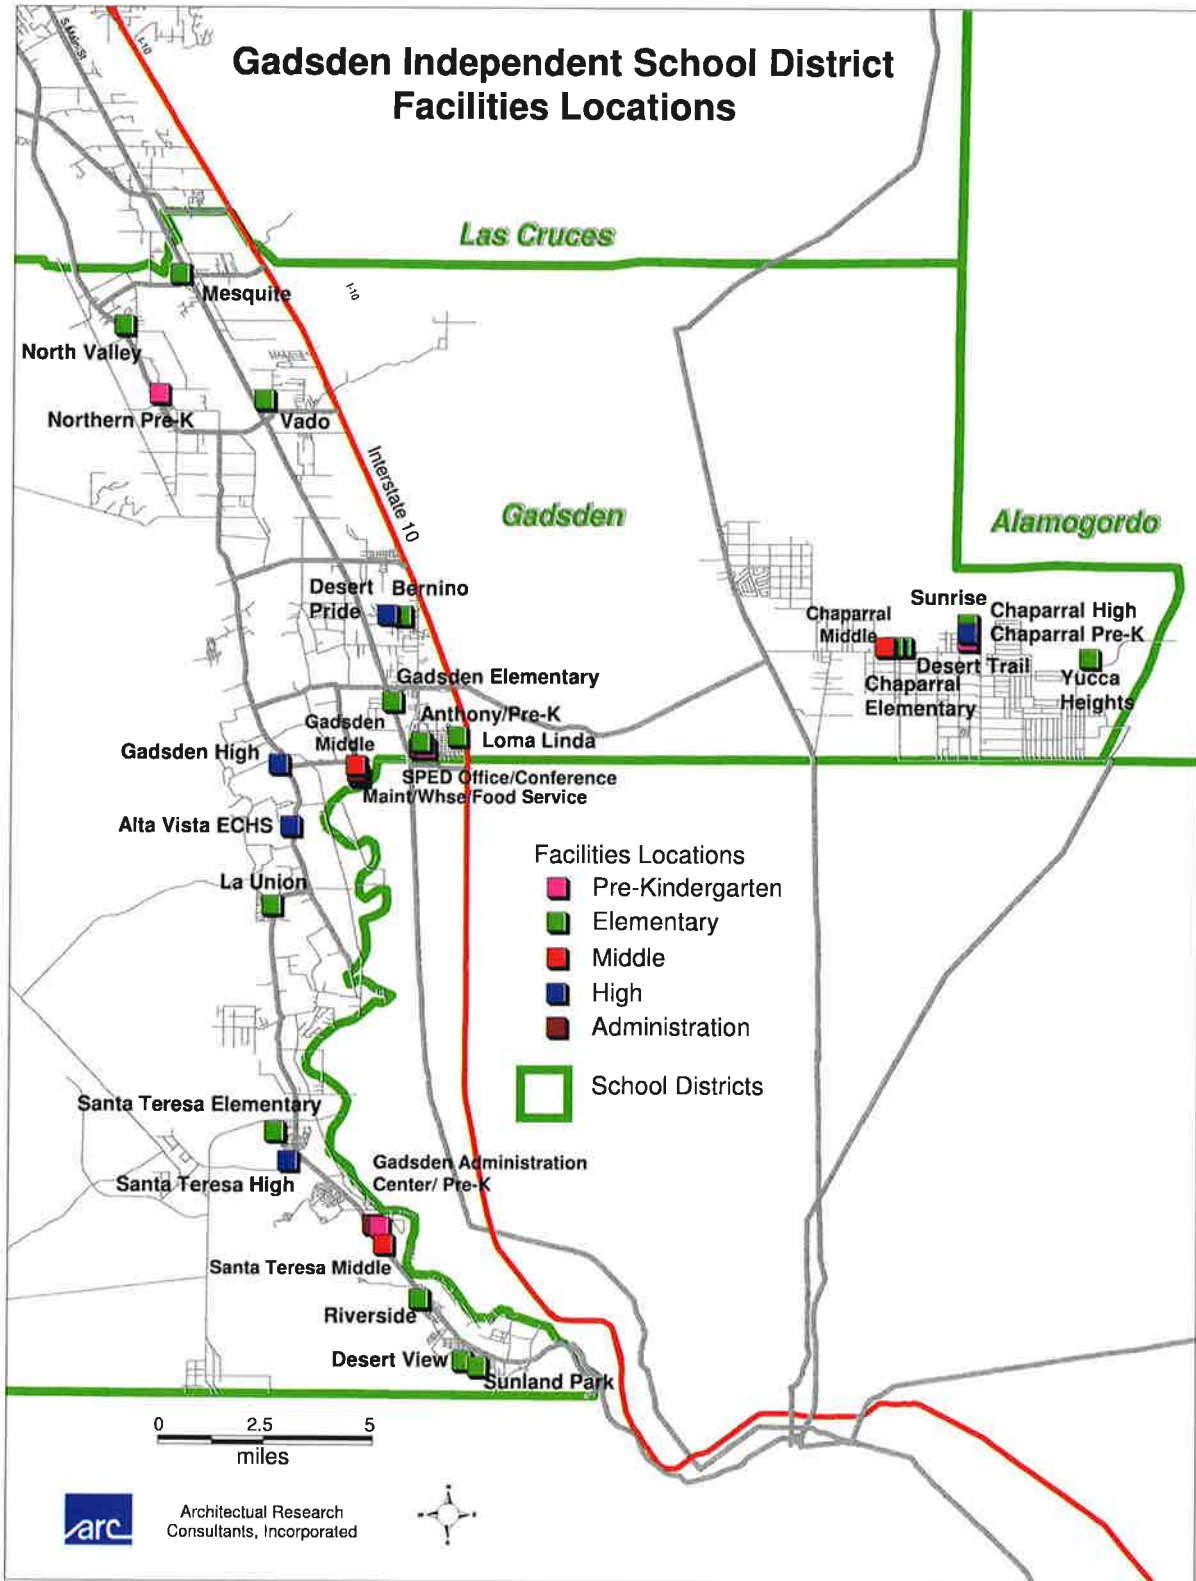 Gadsden Independent School District
Facilities Locations
S.Main St
I-10
Las Cruces
Mesquite
I-10
North Valley
Northern Pre-K
Vado
Interstate 10
Gadsden
Alamogordo
Desert
Pride
Bernino
Sunrise
Chaparral
Middle
Chaparral High
Chaparral Pre-K
Desert Trail
Chaparral
Elementary
Yucca
Heights
Gadsden Elementary
Gadsden
Middle
Anthony/Pre-K
Loma Linda
Gadsden High
SPED Office/Conference
Maint/Whse/Food Service
Alta Vista ECHS
La Union
Facilities Locations
Pre-Kindergarten
Elementary
Middle
High
Administration
School Districts
Santa Teresa Elementary
Santa Teresa High
Gadsden Administration
Center/ Pre-K
Santa Teresa Middle
Riverside
Desert View
Sunland Park
0 2.5 5
miles
arc
Architectual Research
Consultants, Incorporated